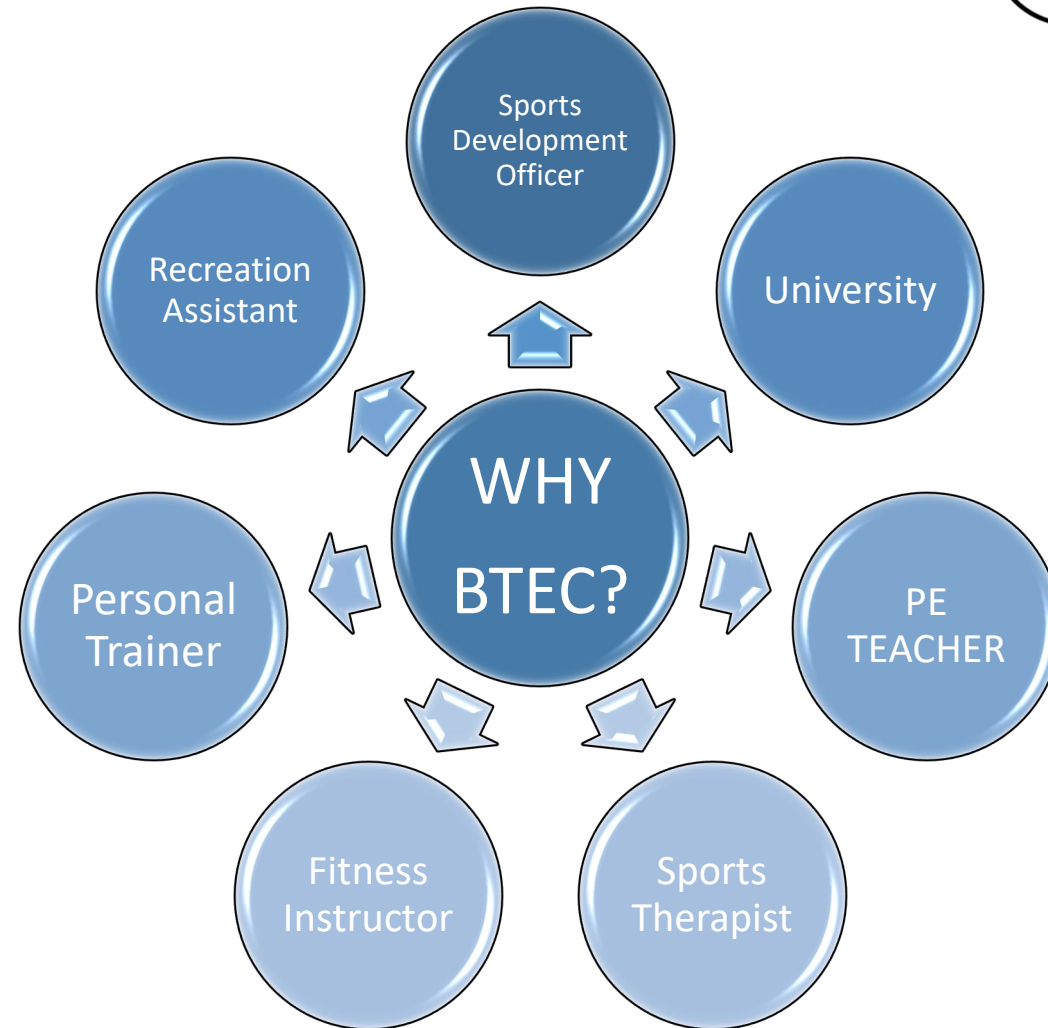 Sports
Development
Officer
Recreation
Assistant
University
WHY
BTEC?
Personal
Trainer
PE
TEACHER
Fitness
Instructor
Sports
Therapist